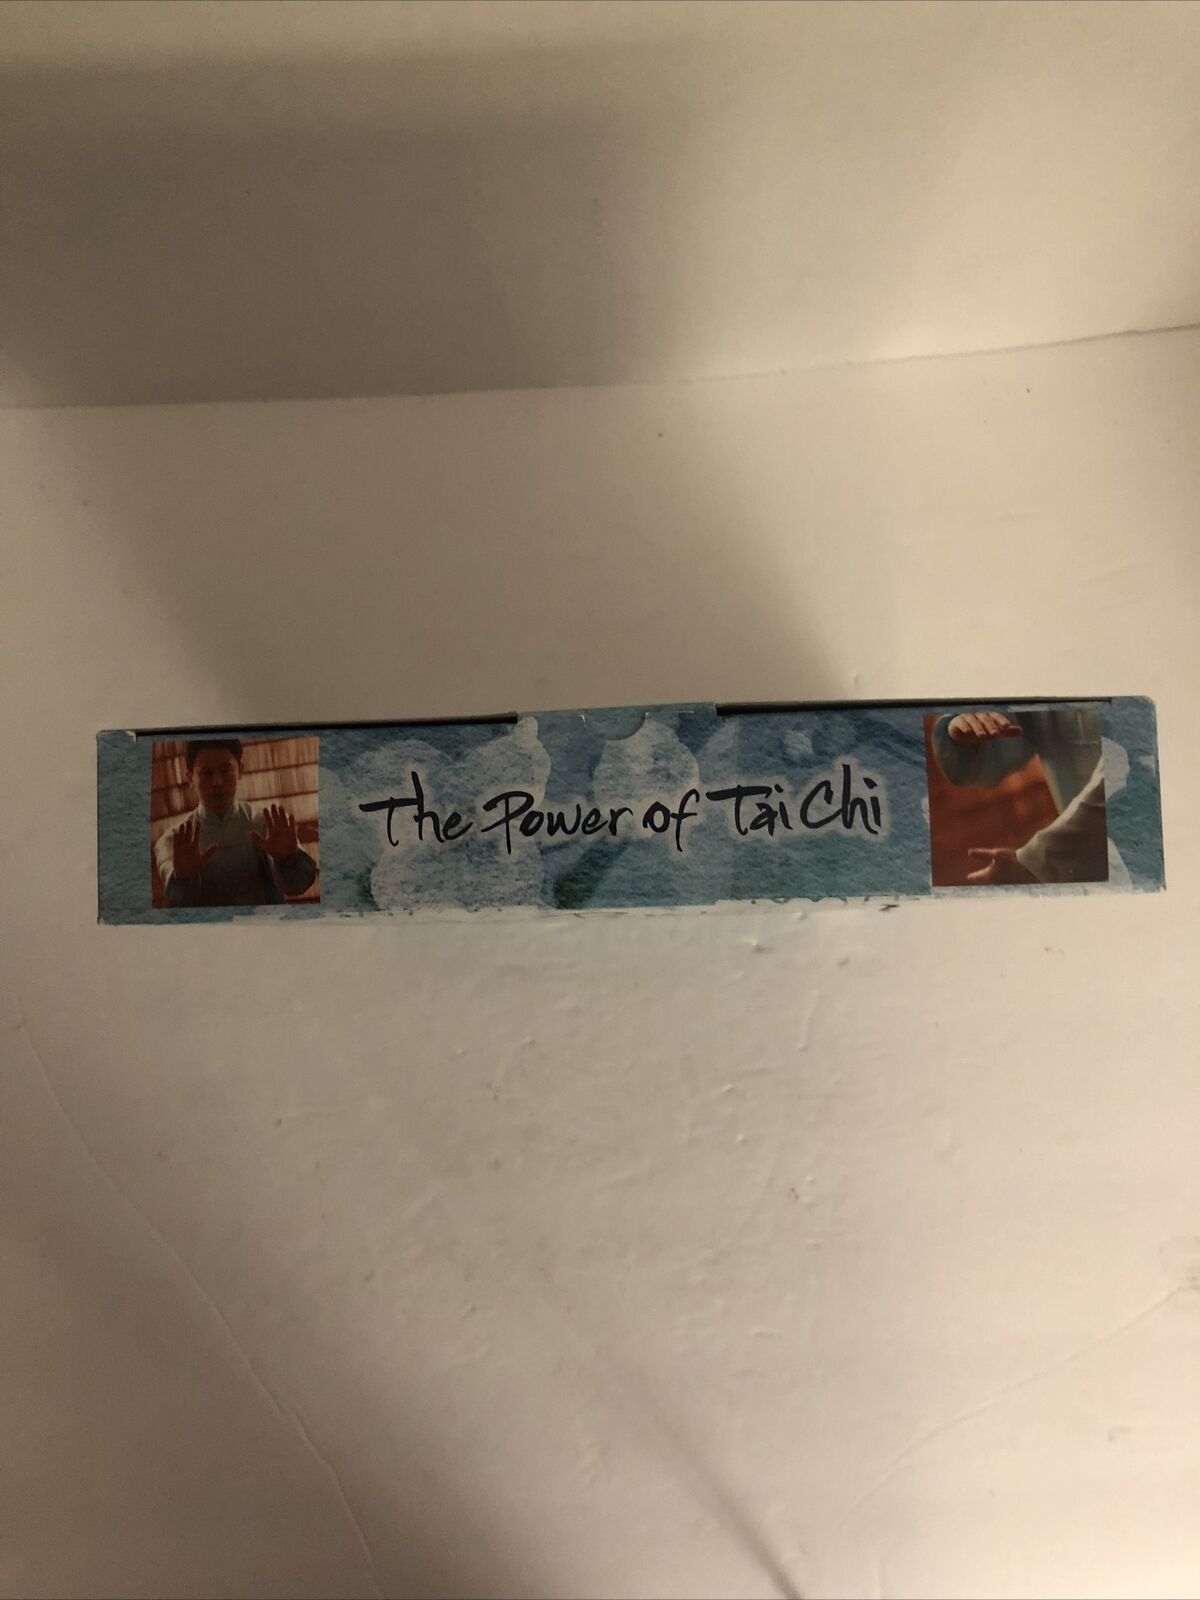 The Power of Tai Chi